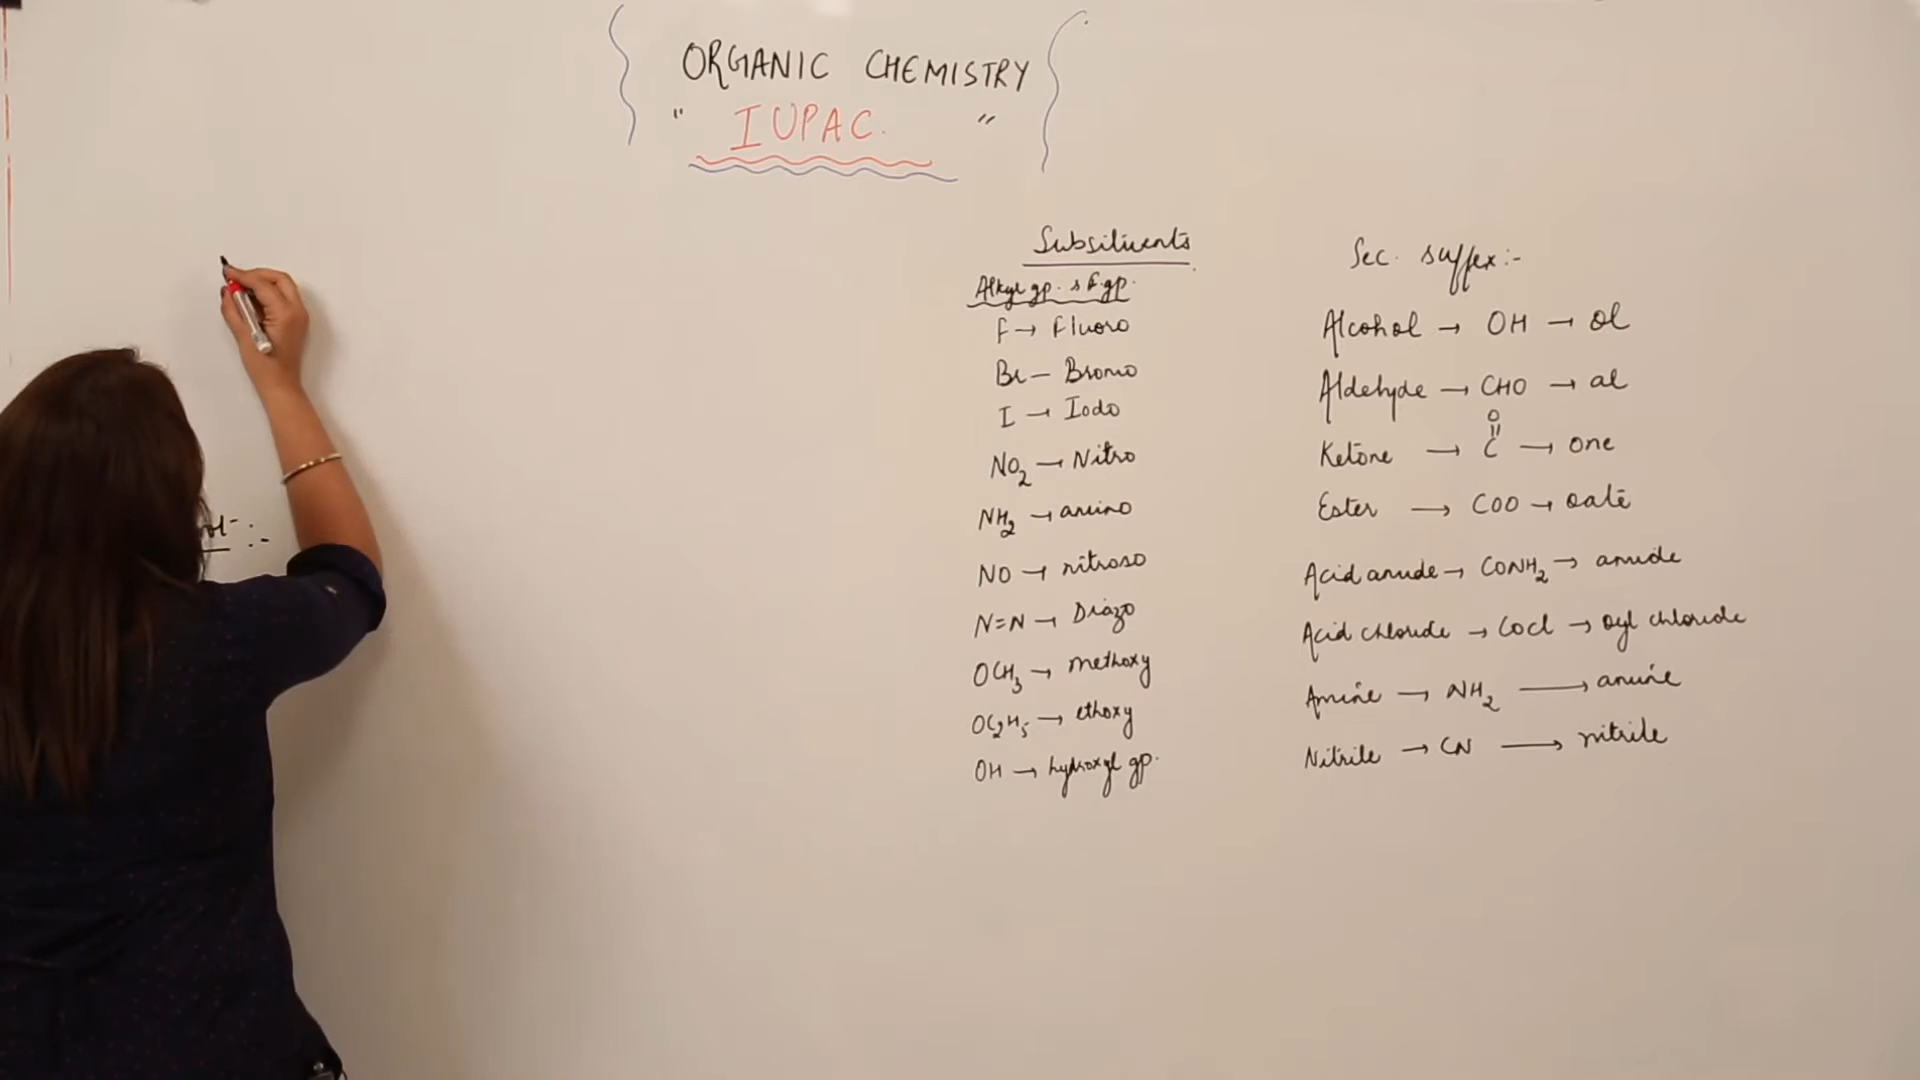 ORGANIC CHEMISTRY
" IUPAC. "
Subsituents
Alkyl gp. s F.gp.
F → Fluoro
Br — Bromo
I → Iodo
NO2 → Nitro
NH2 → amino
NO → nitroso
N=N → Diazo
OCH3 → methoxy
OC2H5 → ethoxy
OH → hydroxyl gp.
Sec. suffex:-
Alcohol → OH → ol
Aldehyde → CHO → al
O
||
Ketone → C → one
Ester → COO → oate
Acid amide → CONH2 → amide
Acid chloride → COCl → oyl chloride
Amine → NH2 → amine
Nitrile → CN → nitrile